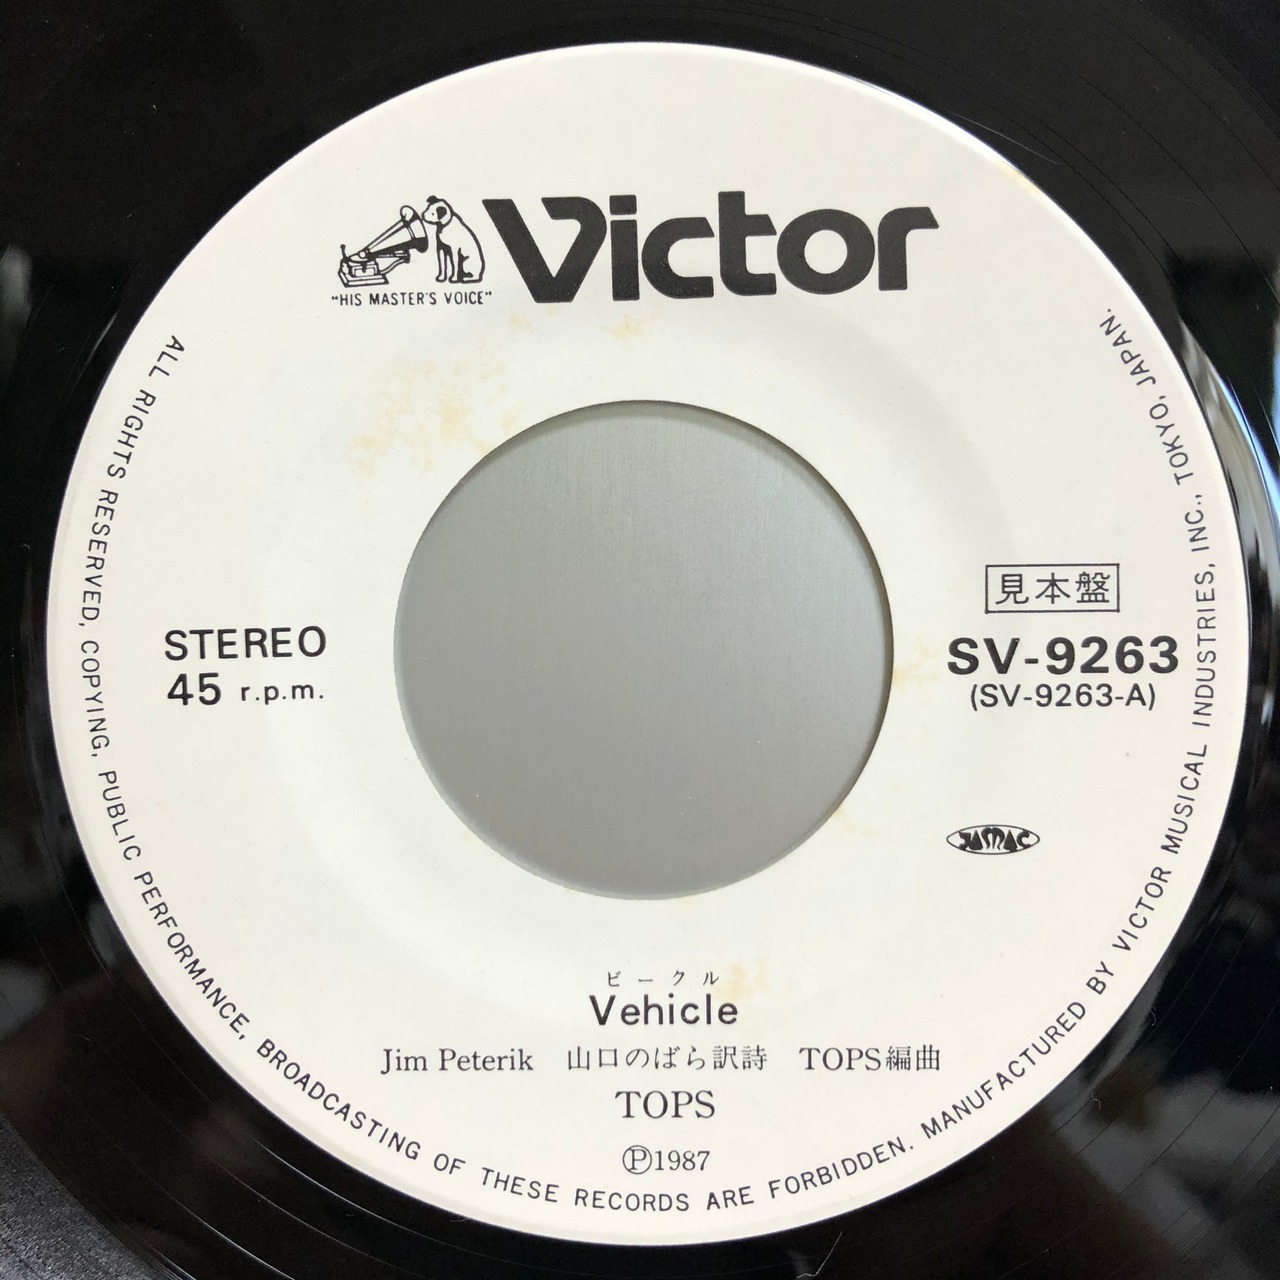 Victor
"HIS MASTER'S VOICE"
STEREO
45 r.p.m.
見本盤
SV-9263
(SV-9263-A)
JASRAC
ビークル
Vehicle
Jim Peterik 山口のばら訳詩 TOPS編曲
TOPS
Ⓟ1987
ALL RIGHTS RESERVED, COPYING, PUBLIC PERFORMANCE, BROADCASTING OF THESE RECORDS ARE FORBIDDEN. MANUFACTURED BY VICTOR MUSICAL INDUSTRIES, INC., TOKYO, JAPAN.